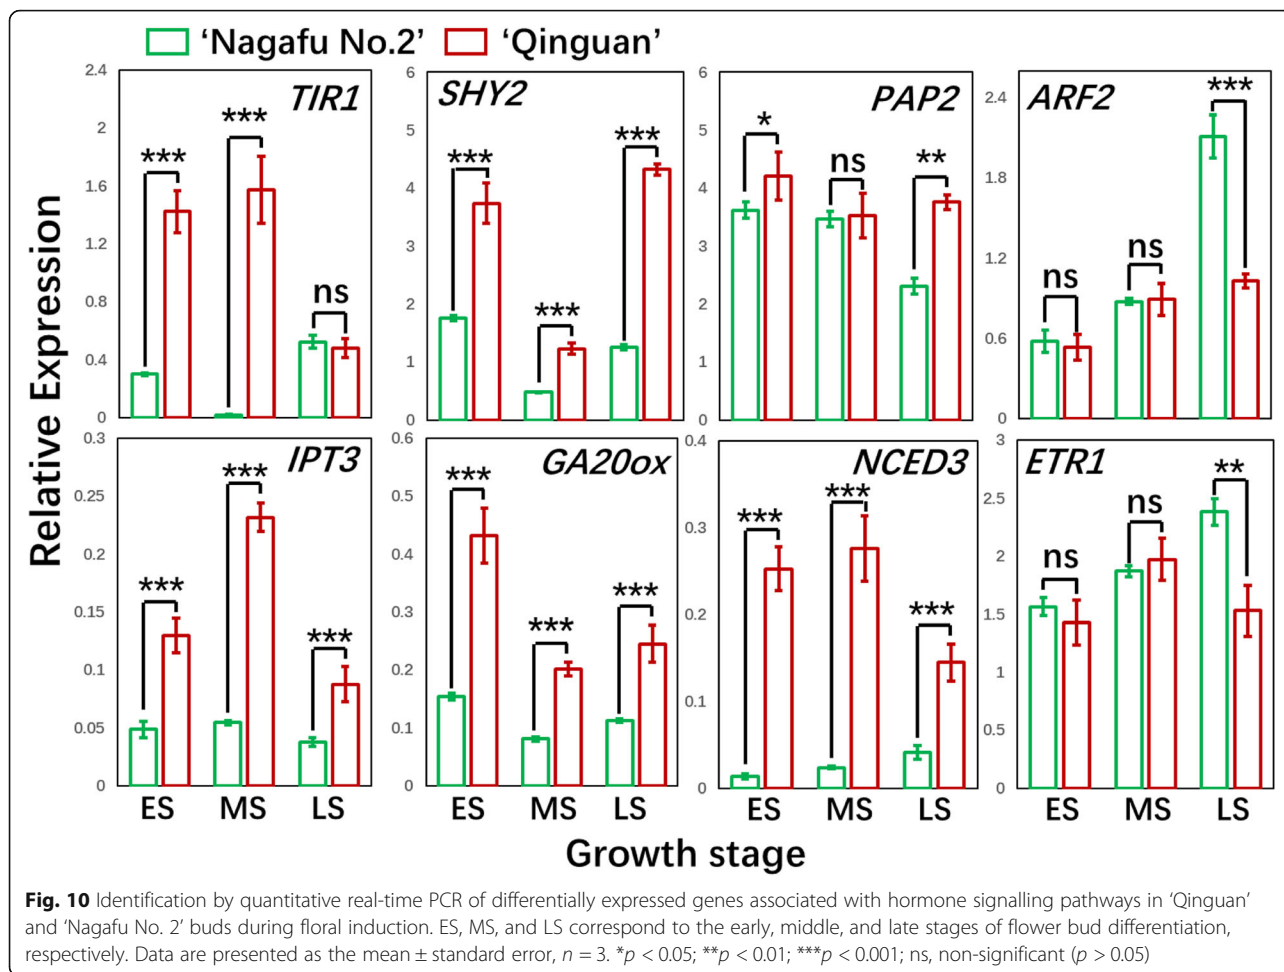 ‘Nagafu No.2’ ‘Qinguan’
Relative Expression
TIR1
2.4
2
1.6
1.2
0.8
0.4
0
***
***
ns
SHY2
6
5
4
3
2
1
0
***
***
***
PAP2
6
5
4
3
2
1
0
*
ns
**
ARF2
2.4
1.8
1.2
0.6
0
ns
ns
***
IPT3
0.3
0.25
0.2
0.15
0.1
0.05
0
***
***
***
ES MS LS
GA20ox
0.6
0.5
0.4
0.3
0.2
0.1
0
***
***
***
ES MS LS
NCED3
0.4
0.3
0.2
0.1
0
***
***
***
ES MS LS
ETR1
3
2.5
2
1.5
1
0.5
0
ns
ns
**
ES MS LS
Growth stage
Fig. 10 Identification by quantitative real-time PCR of differentially expressed genes associated with hormone signalling pathways in ‘Qinguan’
and ‘Nagafu No. 2’ buds during floral induction. ES, MS, and LS correspond to the early, middle, and late stages of flower bud differentiation,
respectively. Data are presented as the mean ± standard error, n = 3. *p < 0.05; **p < 0.01; ***p < 0.001; ns, non-significant (p > 0.05)